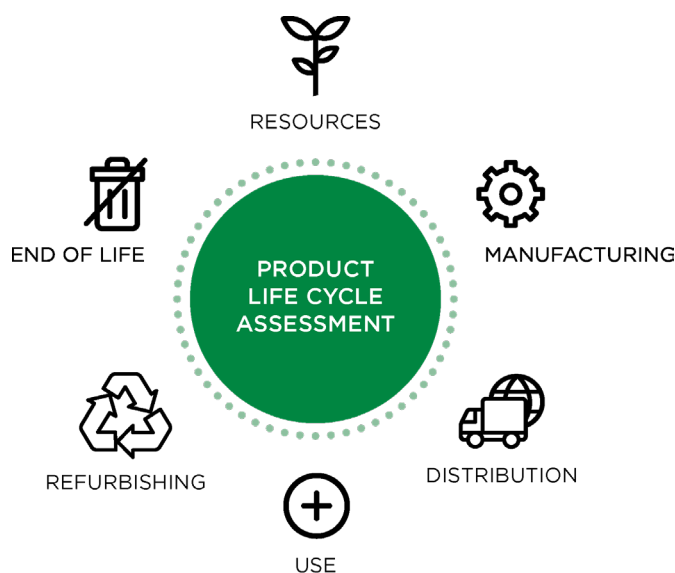 RESOURCES
END OF LIFE
MANUFACTURING
PRODUCT
LIFE CYCLE
ASSESSMENT
REFURBISHING
DISTRIBUTION
USE